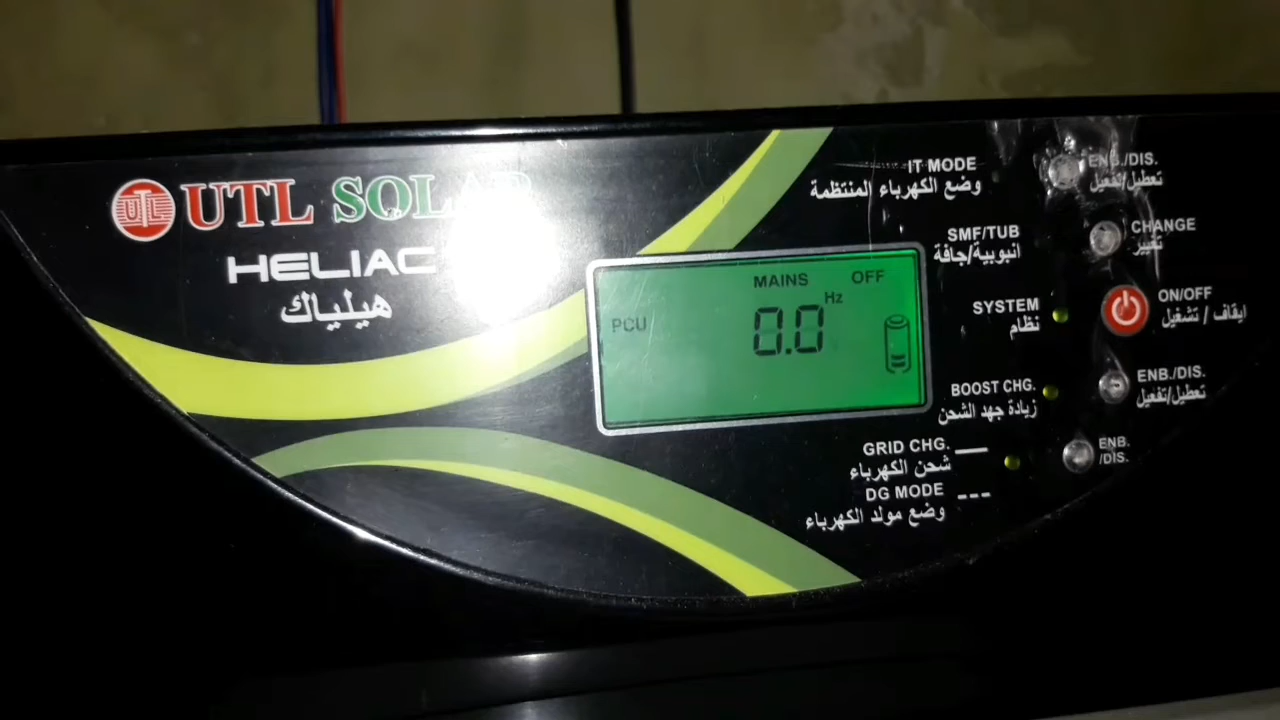 UTL
UTL SOLAR
HELIAC
هيلياك
PCU
MAINS OFF
0.0 Hz
IT MODE
وضع الكهرباء المنتظمة
ENB./DIS.
تعطيل/تفعيل
SMF/TUB
انبوبية/جافة
CHANGE
تغيير
SYSTEM
نظام
ON/OFF
ايقاف / تشغيل
BOOST CHG.
زيادة جهد الشحن
ENB./DIS.
تعطيل/تفعيل
GRID CHG.
شحن الكهرباء
DG MODE
وضع مولد الكهرباء
ENB.
/DIS.